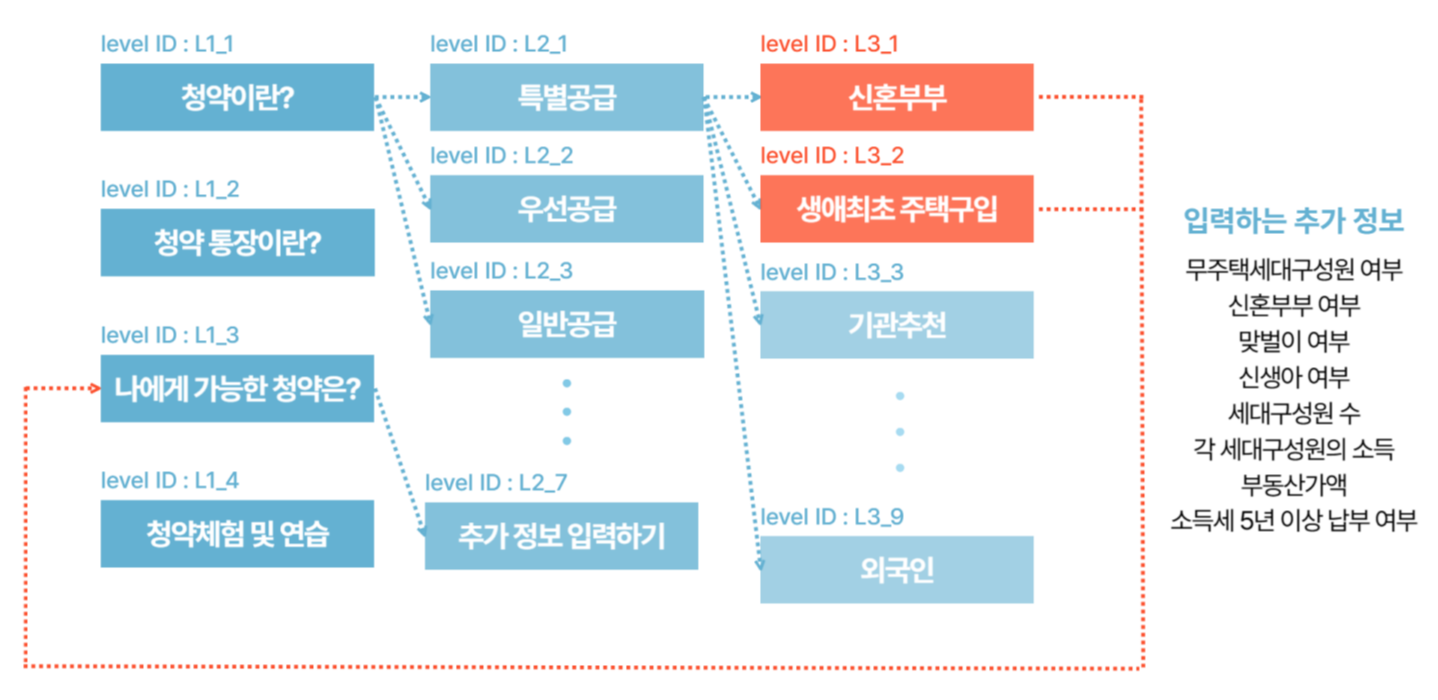 level ID : L1_1
청약이란?
level ID : L1_2
청약 통장이란?
level ID : L1_3
나에게 가능한 청약은?
level ID : L1_4
청약체험 및 연습
level ID : L2_1
특별공급
level ID : L2_2
우선공급
level ID : L2_3
일반공급
level ID : L2_7
추가 정보 입력하기
level ID : L3_1
신혼부부
level ID : L3_2
생애최초 주택구입
level ID : L3_3
기관추천
level ID : L3_9
외국인
입력하는 추가 정보
무주택세대구성원 여부
신혼부부 여부
맞벌이 여부
신생아 여부
세대구성원 수
각 세대구성원의 소득
부동산가액
소득세 5년 이상 납부 여부